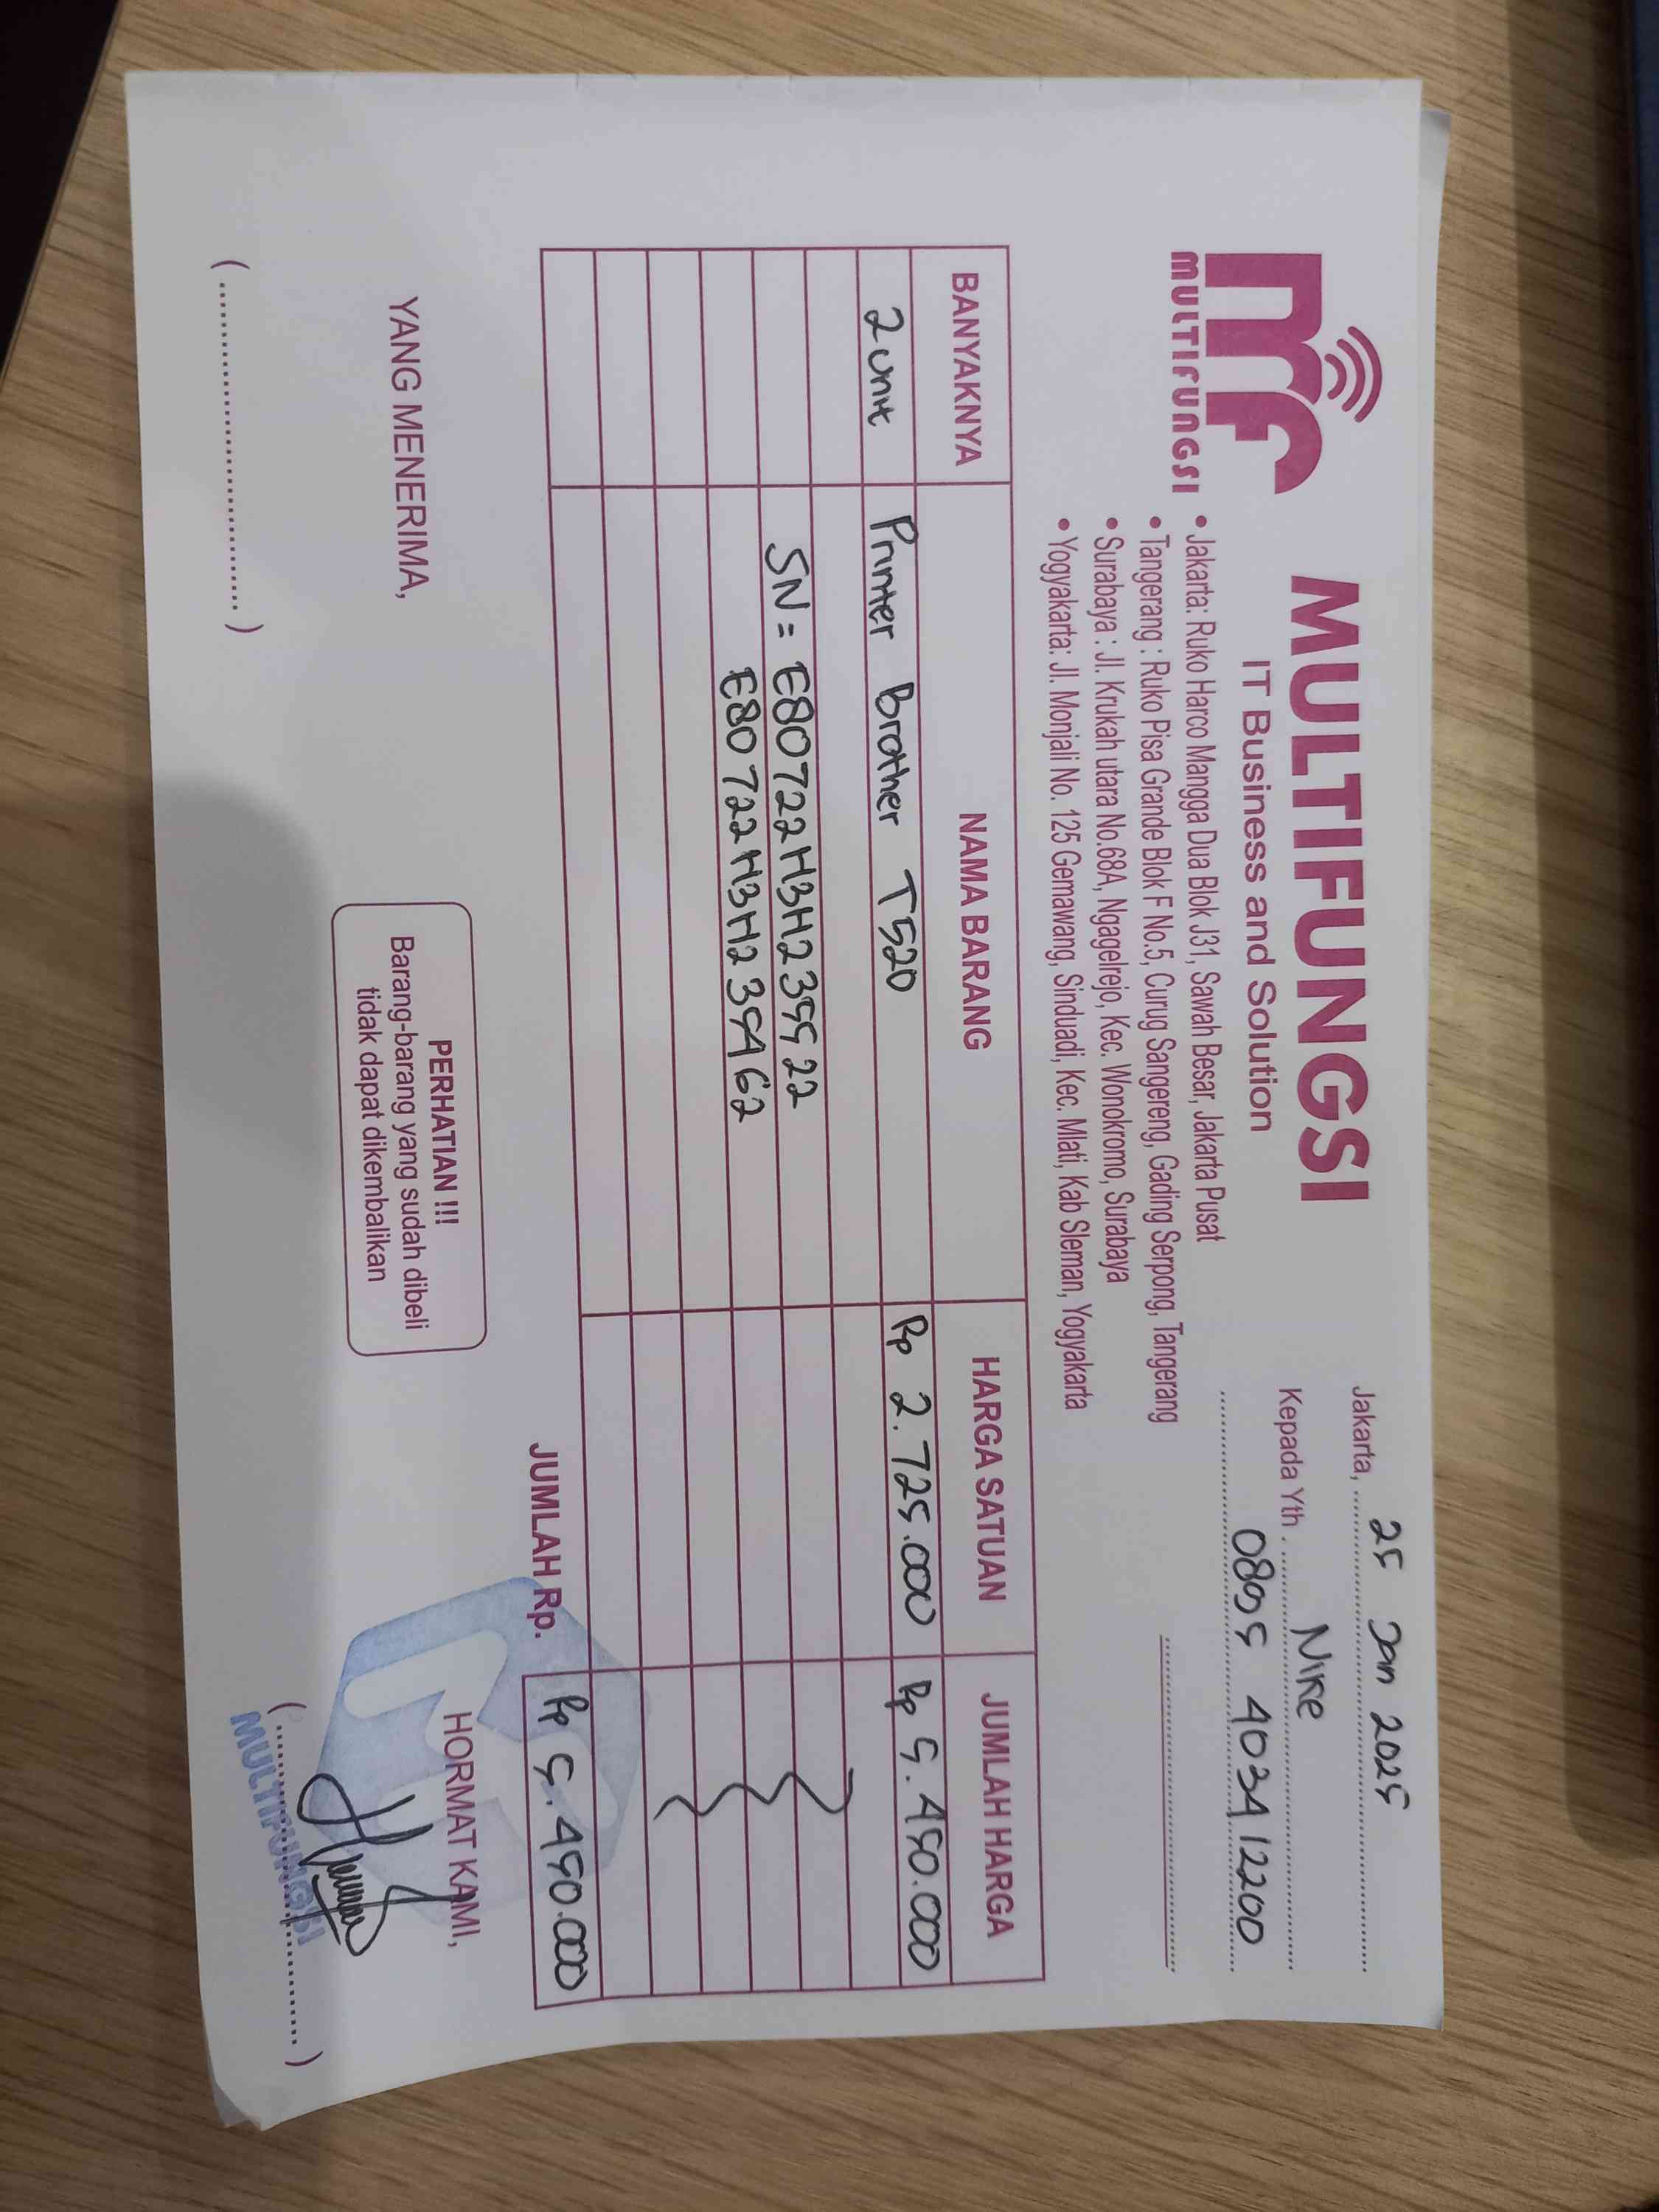 MULTIFUNGSI
MULTIFUNGSI
IT Business and Solution
• Jakarta: Ruko Harco Mangga Dua Blok J31, Sawah Besar, Jakarta Pusat
• Tangerang : Ruko Pisa Grande Blok F No.5, Curug Sangereng, Gading Serpong, Tangerang
• Surabaya : Jl. Krukah utara No.68A, Ngagelrejo, Kec. Wonokromo, Surabaya
• Yogyakarta: Jl. Monjali No. 125 Gemawang, Sinduadi, Kec. Mlati, Kab Sleman, Yogyakarta
Jakarta, 25 Jan 2025
Kepada Yth. Nike
0895 4034 1200
BANYAKNYA NAMA BARANG HARGA SATUAN JUMLAH HARGA
2 unit Printer Brother T520 Rp 2.725.000 Rp 5.450.000
SN = E80722H3H239522
E80722H3H239462
JUMLAH Rp. Rp 5.450.000
YANG MENERIMA,
PERHATIAN !!!
Barang-barang yang sudah dibeli
tidak dapat dikembalikan
HORMAT KAMI,
MULTIFUNGSI